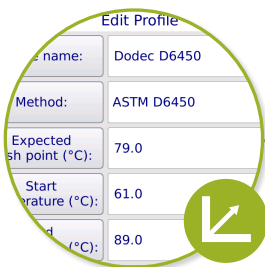 Edit Profile
name: Dodec D6450
Method: ASTM D6450
Expected
point (°C): 79.0
Start
(°C): 61.0
(°C): 89.0